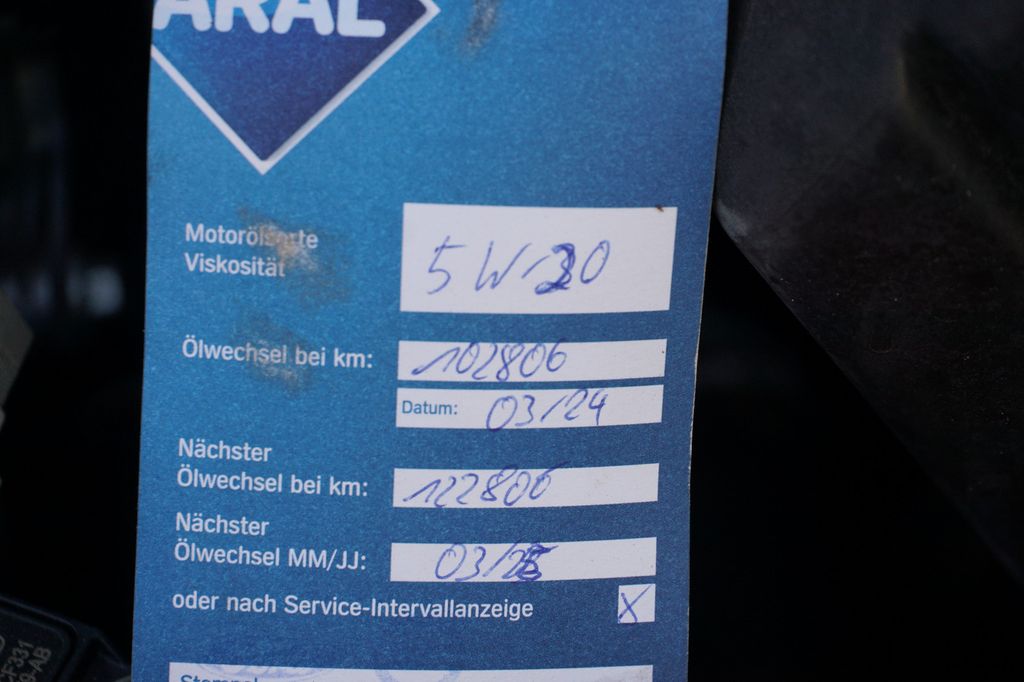 ARAL
Motorölsorte
Viskosität
5W-20
Ölwechsel bei km:
102806
Datum: 03/24
Nächster
Ölwechsel bei km:
122806
Nächster
Ölwechsel MM/JJ:
03/25
oder nach Service-Intervallanzeige X